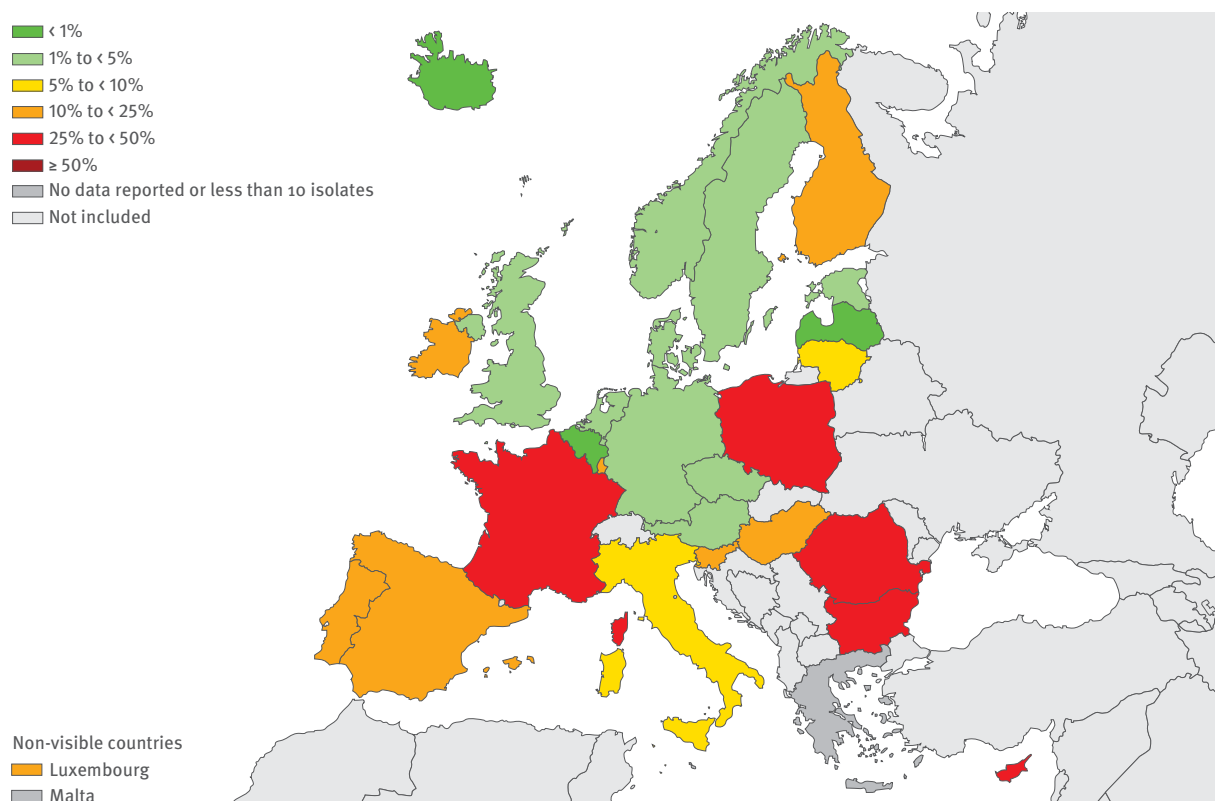 < 1%
1% to < 5%
5% to < 10%
10% to < 25%
25% to < 50%
≥ 50%
No data reported or less than 10 isolates
Not included
Non-visible countries
Luxembourg
Malta